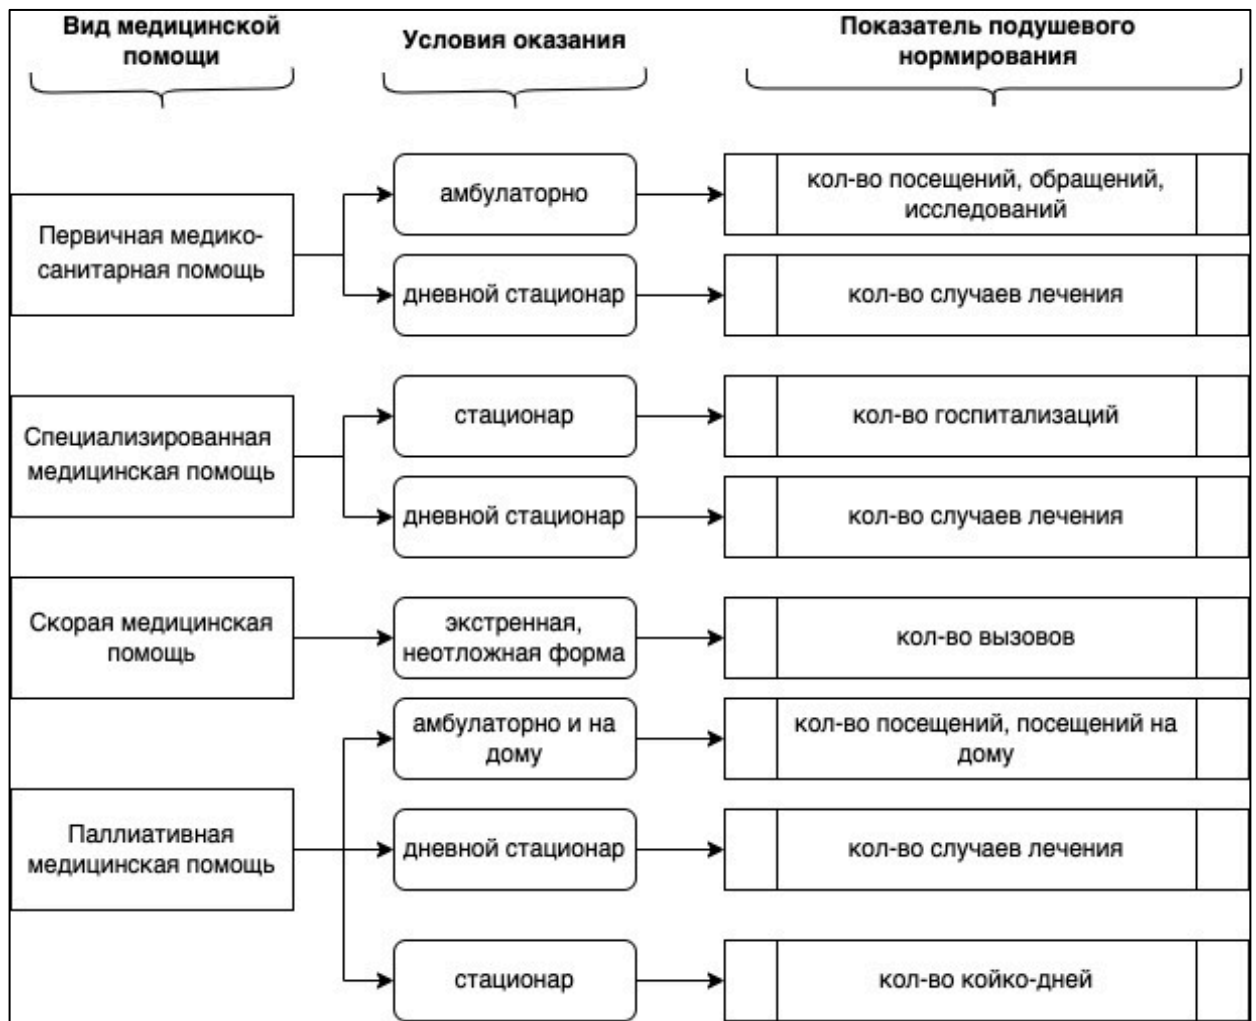 Вид медицинской
помощи
Условия оказания
Показатель подушевого
нормирования
Первичная медико-
санитарная помощь
амбулаторно
кол-во посещений, обращений,
исследований
дневной стационар
кол-во случаев лечения
Специализированная
медицинская помощь
стационар
кол-во госпитализаций
дневной стационар
кол-во случаев лечения
Скорая медицинская
помощь
экстренная,
неотложная форма
кол-во вызовов
Паллиативная
медицинская помощь
амбулаторно и на
дому
кол-во посещений, посещений на
дому
дневной стационар
кол-во случаев лечения
стационар
кол-во койко-дней